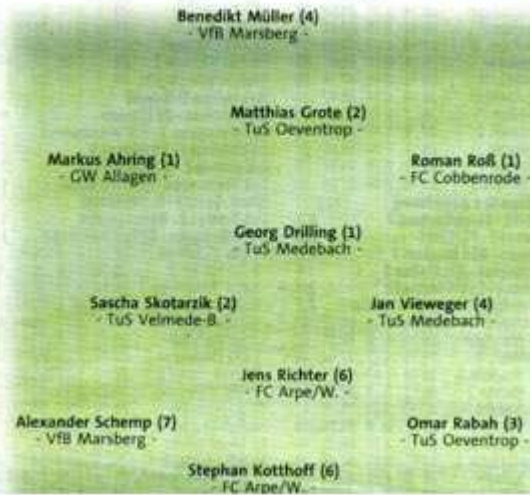 Benedikt Müller (4)
- VfB Marsberg -
Matthias Grote (2)
- TuS Oeventrop -
Markus Ahring (1)
- GW Allagen -
Roman Roß (1)
- FC Cobbenrode -
Georg Drilling (1)
- TuS Medebach -
Sascha Skotarzik (2)
- TuS Velmede-B. -
Jan Vieweger (4)
- TuS Medebach -
Jens Richter (6)
- FC Arpe/W. -
Alexander Schemp (7)
- VfB Marsberg -
Omar Rabah (3)
- TuS Oeventrop -
Stephan Kotthoff (6)
- FC Arpe/W. -